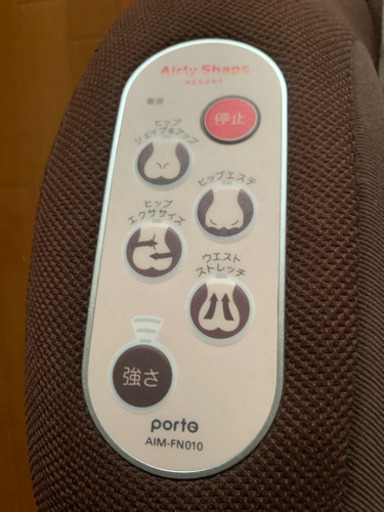 Airly Shape
RESORT
電源
停止
ヒップ
シェイプ&アップ
ヒップエステ
ヒップ
エクササイズ
ウエスト
ストレッチ
強さ
porto
AIM-FN010